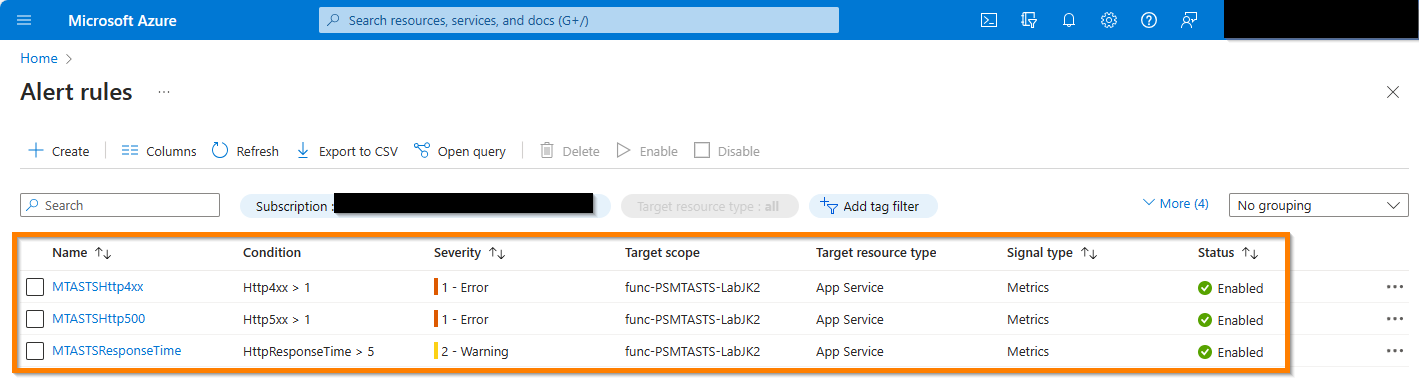 Microsoft Azure Search resources, services, and docs (G+/)
Home
Alert rules ...
Create Columns Refresh Export to CSV Open query Delete Enable Disable
Search Subscription : Target resource type : all Add tag filter More (4) No grouping
Name Condition Severity Target scope Target resource type Signal type Status
MTASTSHttp4xx Http4xx > 1 1 - Error func-PSMTASTS-LabJK2 App Service Metrics Enabled
MTASTSHttp500 Http5xx > 1 1 - Error func-PSMTASTS-LabJK2 App Service Metrics Enabled
MTASTSResponseTime HttpResponseTime > 5 2 - Warning func-PSMTASTS-LabJK2 App Service Metrics Enabled